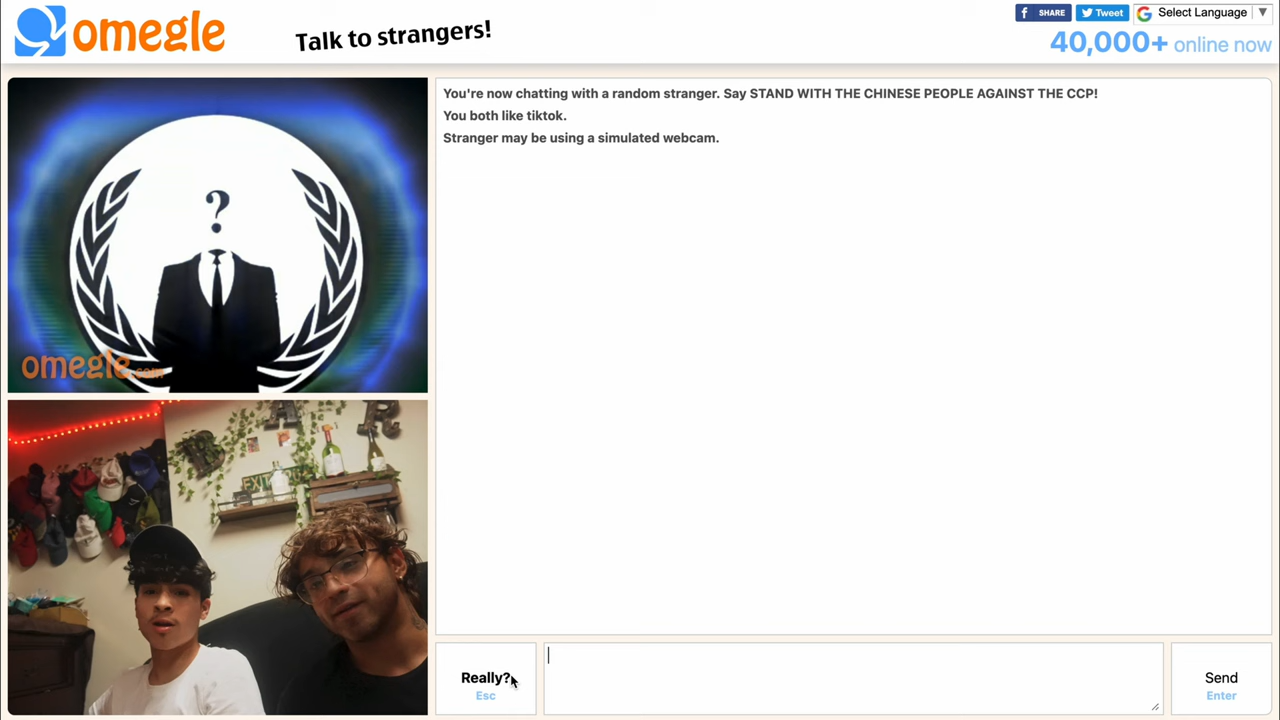 omegle
Talk to strangers!
f SHARE
Tweet
G Select Language ▼
40,000+ online now
You're now chatting with a random stranger. Say STAND WITH THE CHINESE PEOPLE AGAINST THE CCP!
You both like tiktok.
Stranger may be using a simulated webcam.
?
omegle.com
B A R
Really?
Esc
Send
Enter